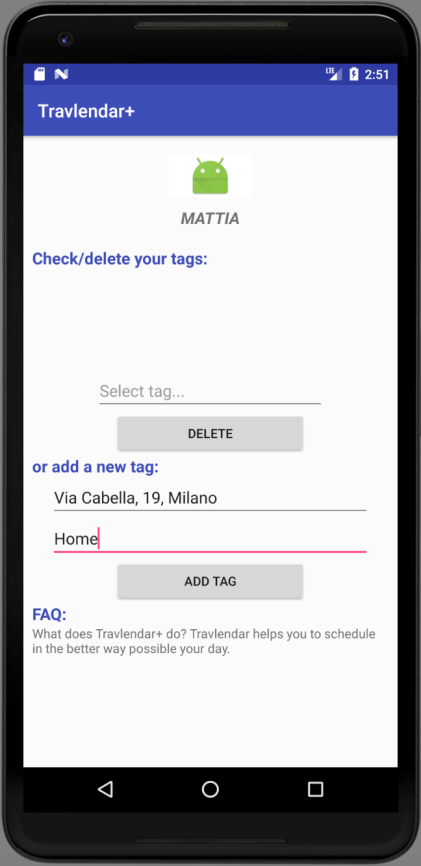 LTE 2:51
Travlendar+
MATTIA
Check/delete your tags:
Select tag...
DELETE
or add a new tag:
Via Cabella, 19, Milano
Home
ADD TAG
FAQ:
What does Travlendar+ do? Travlendar helps you to schedule
in the better way possible your day.